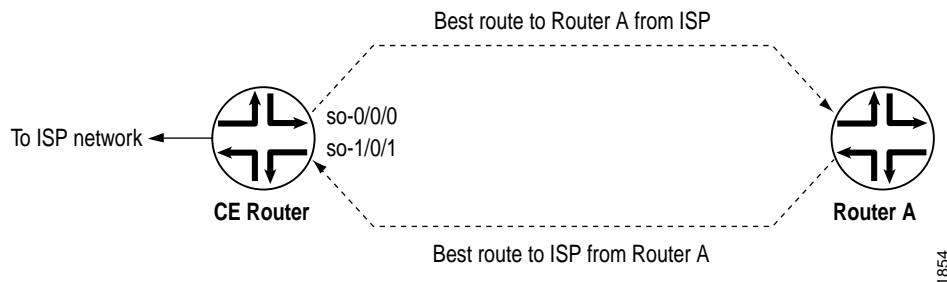 Best route to Router A from ISP
so-0/0/0
To ISP network
so-1/0/1
CE Router
Router A
Best route to ISP from Router A
1854